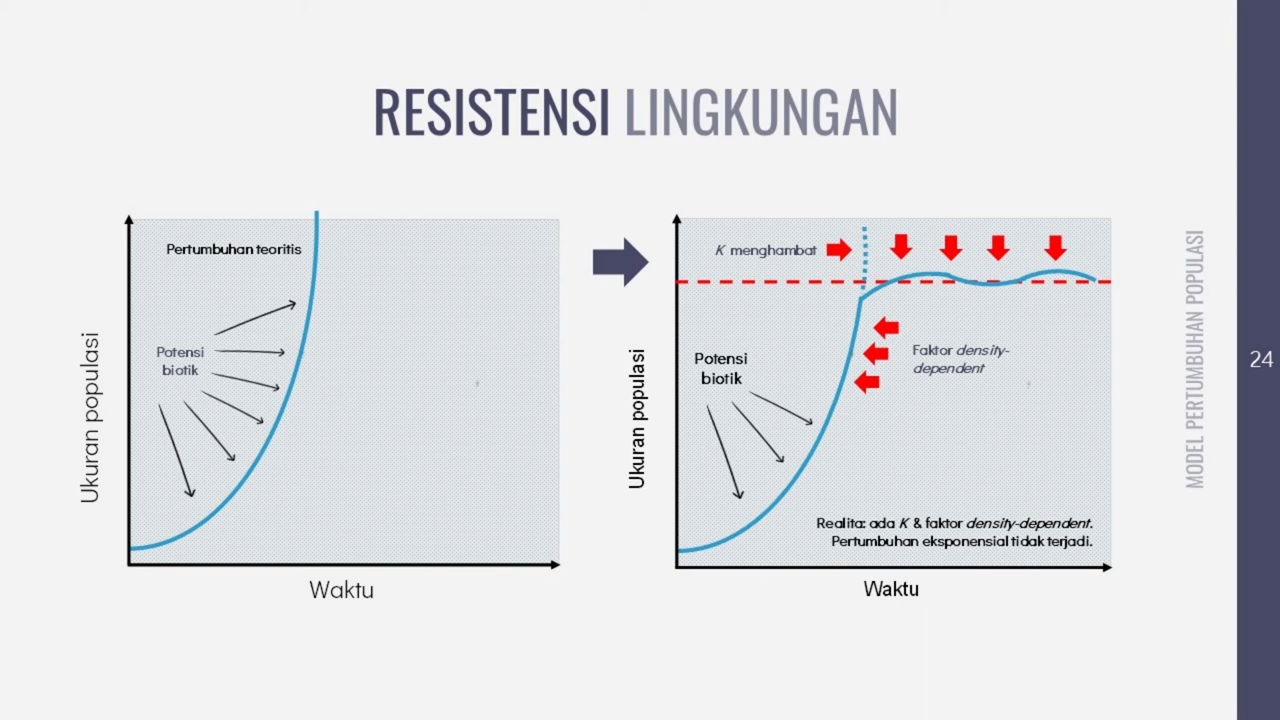 RESISTENSI LINGKUNGAN
Pertumbuhan teoritis
Potensi
biotik
Ukuran populasi
Waktu
K menghambat
Potensi
biotik
Faktor density-
dependent
Realita: ada K & faktor density-dependent.
Pertumbuhan eksponensial tidak terjadi.
Ukuran populasi
Waktu
MODEL PERTUMBUHAN POPULASI
24